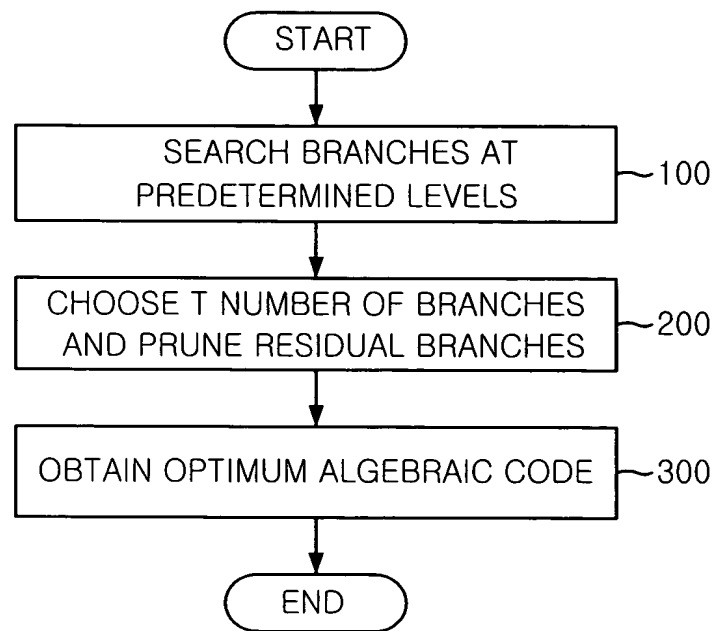 START
SEARCH BRANCHES AT
PREDETERMINED LEVELS
100
CHOOSE T NUMBER OF BRANCHES
AND PRUNE RESIDUAL BRANCHES
200
OBTAIN OPTIMUM ALGEBRAIC CODE
300
END